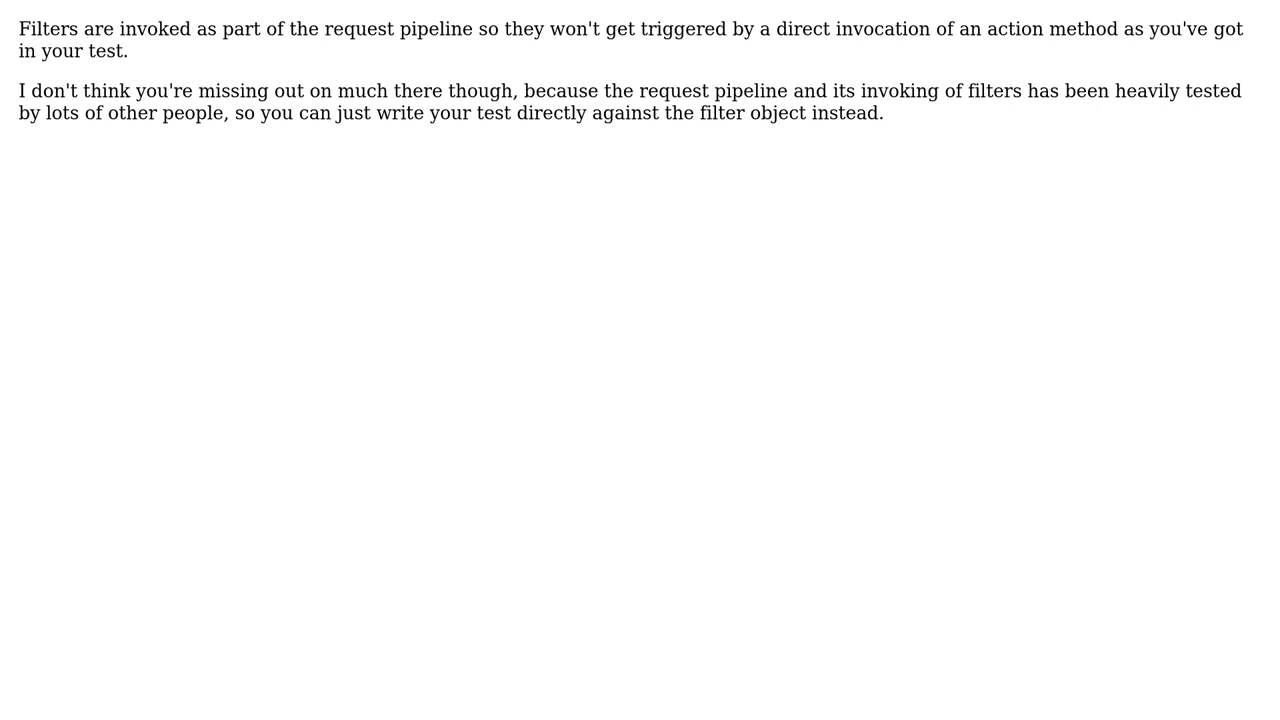 Filters are invoked as part of the request pipeline so they won't get triggered by a direct invocation of an action method as you've got
in your test.
I don't think you're missing out on much there though, because the request pipeline and its invoking of filters has been heavily tested
by lots of other people, so you can just write your test directly against the filter object instead.